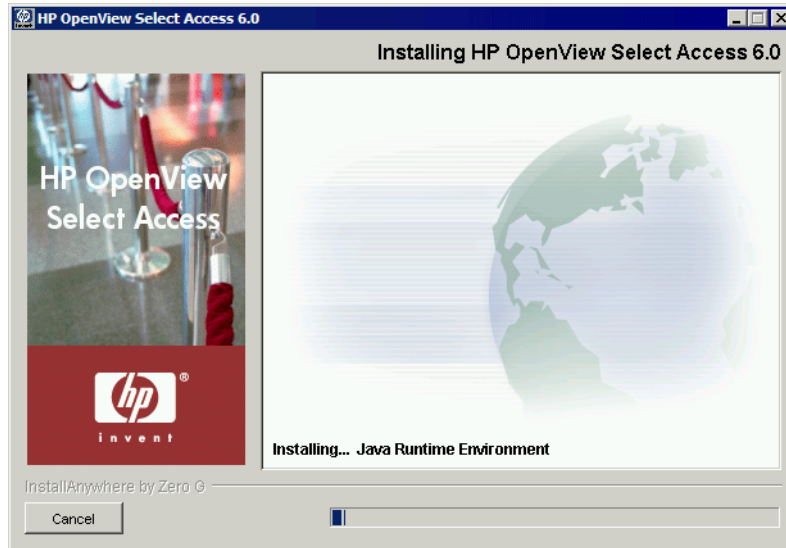 HP OpenView Select Access 6.0
Installing HP OpenView Select Access 6.0
HP OpenView
Select Access
hp
®
invent
Installing... Java Runtime Environment
InstallAnywhere by Zero G
Cancel